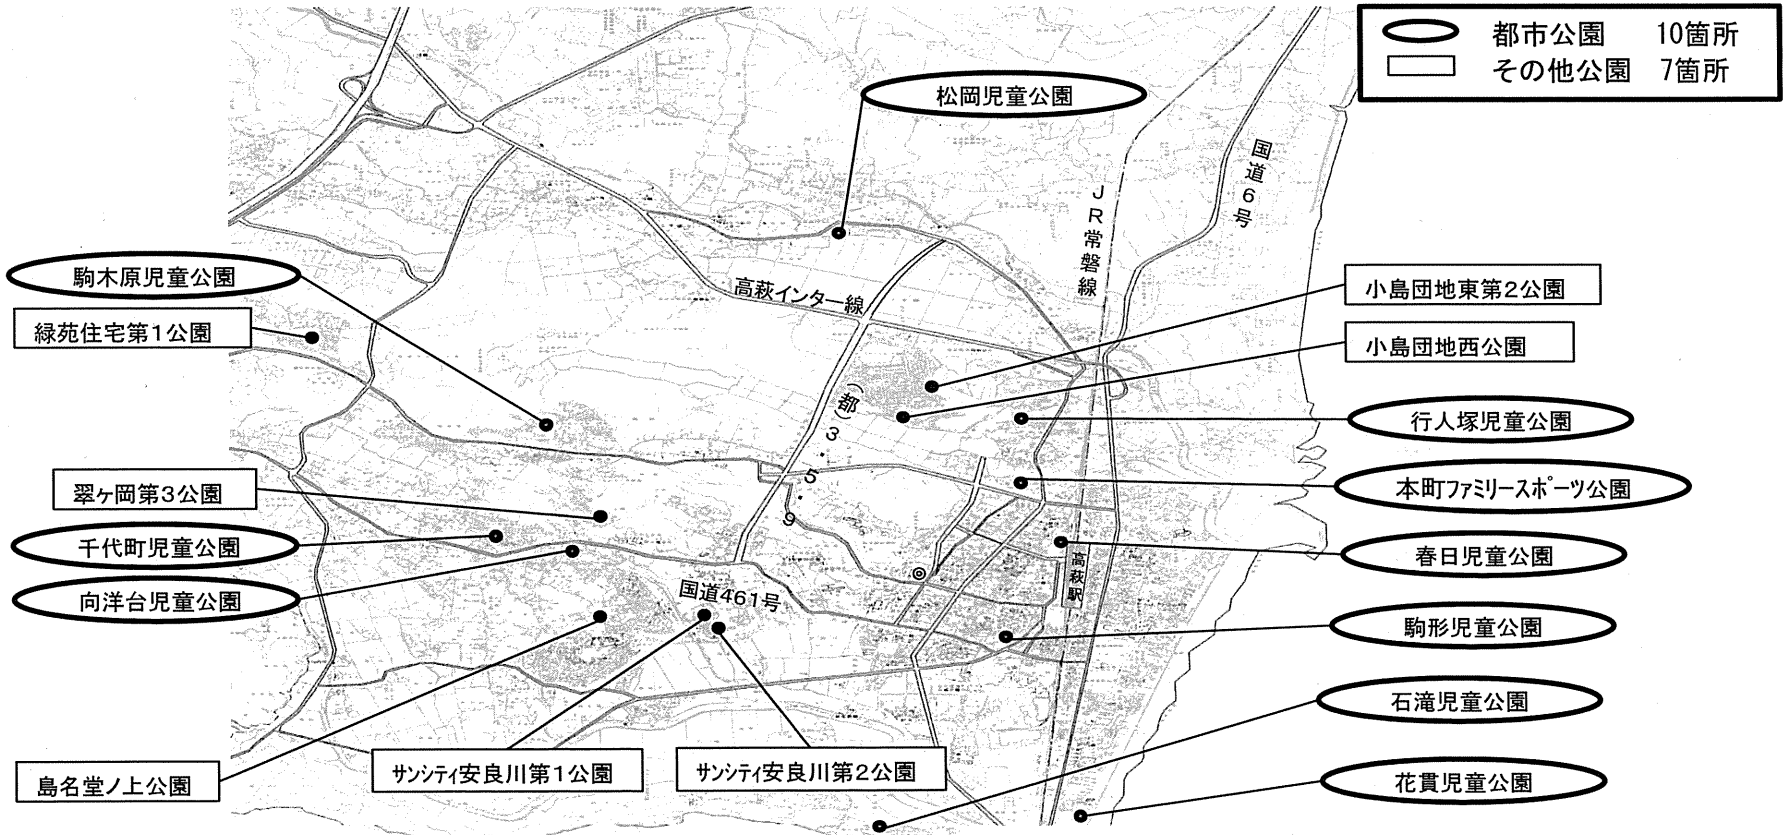 都市公園 10箇所
その他公園 7箇所
松岡児童公園
国道6号
JR常磐線
駒木原児童公園
高萩インター線
小島団地東第2公園
緑苑住宅第1公園
小島団地西公園
(都)3.5.9
行人塚児童公園
翠ヶ岡第3公園
本町ファミリースポーツ公園
千代町児童公園
春日児童公園
高萩駅
向洋台児童公園
国道461号
駒形児童公園
石滝児童公園
島名堂ノ上公園
サンシティ安良川第1公園
サンシティ安良川第2公園
花貫児童公園